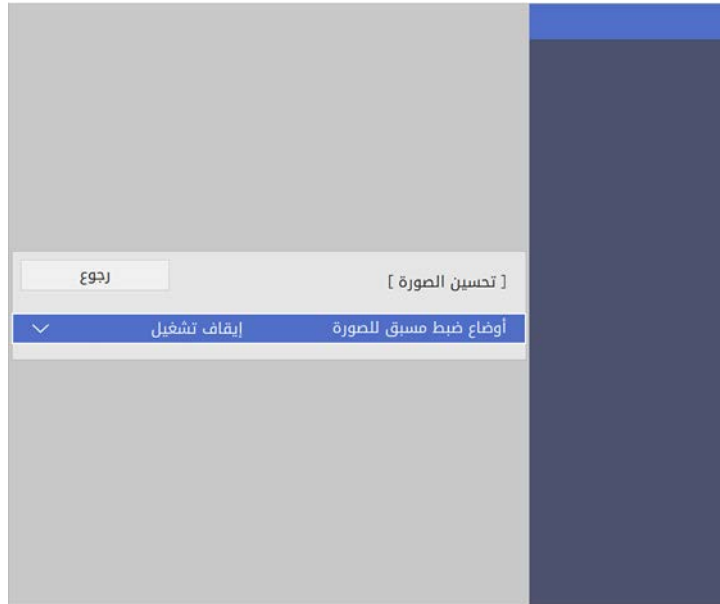 [ تحسين الصورة ] رجوع
أوضاع ضبط مسبق للصورة إيقاف تشغيل